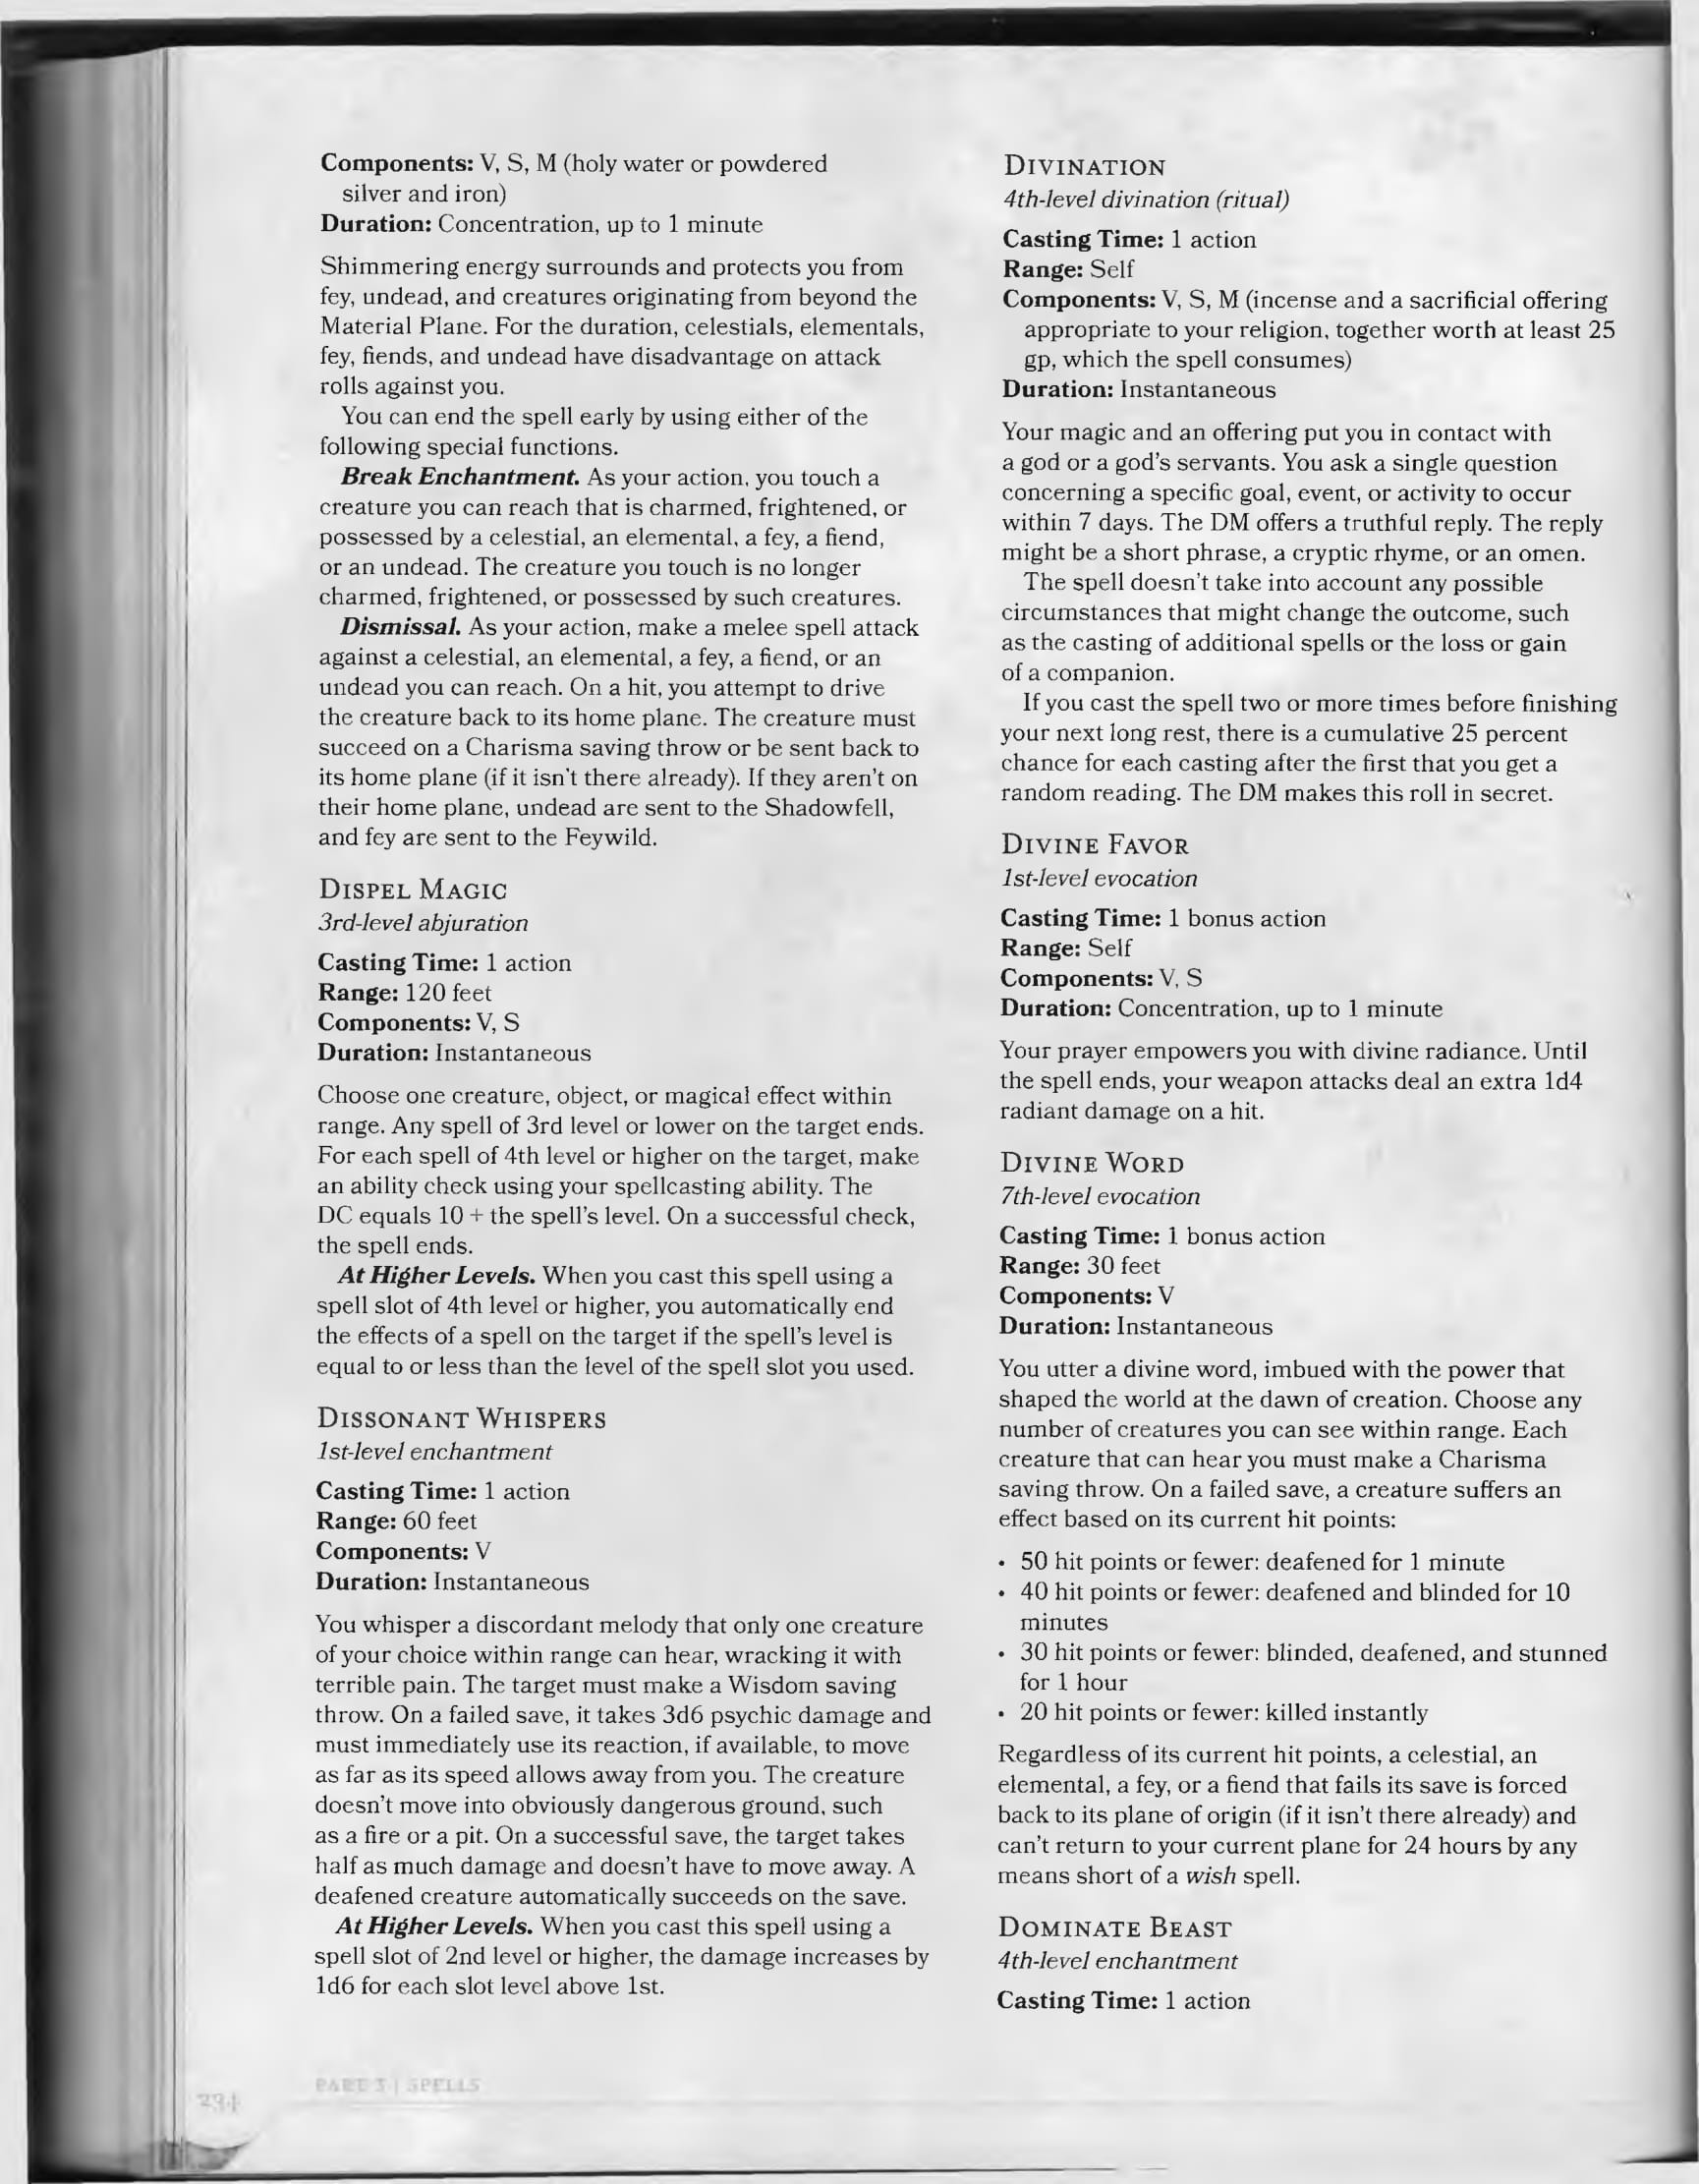 Components: V, S, M (holy water or powdered
silver and iron)
Duration: Concentration, up to 1 minute
Shimmering energy surrounds and protects you from
fey, undead, and creatures originating from beyond the
Material Plane. For the duration, celestials, elementals,
fey, fiends, and undead have disadvantage on attack
rolls against you.
You can end the spell early by using either of the
following special functions.
Break Enchantment. As your action, you touch a
creature you can reach that is charmed, frightened, or
possessed by a celestial, an elemental, a fey, a fiend,
or an undead. The creature you touch is no longer
charmed, frightened, or possessed by such creatures.
Dismissal. As your action, make a melee spell attack
against a celestial, an elemental, a fey, a fiend, or an
undead you can reach. On a hit, you attempt to drive
the creature back to its home plane. The creature must
succeed on a Charisma saving throw or be sent back to
its home plane (if it isn't there already). If they aren't on
their home plane, undead are sent to the Shadowfell,
and fey are sent to the Feywild.
DISPEL MAGIC
3rd-level abjuration
Casting Time: 1 action
Range: 120 feet
Components: V, S
Duration: Instantaneous
Choose one creature, object, or magical effect within
range. Any spell of 3rd level or lower on the target ends.
For each spell of 4th level or higher on the target, make
an ability check using your spellcasting ability. The
DC equals 10 + the spell's level. On a successful check,
the spell ends.
At Higher Levels. When you cast this spell using a
spell slot of 4th level or higher, you automatically end
the effects of a spell on the target if the spell's level is
equal to or less than the level of the spell slot you used.
DISSONANT WHISPERS
1st-level enchantment
Casting Time: 1 action
Range: 60 feet
Components: V
Duration: Instantaneous
You whisper a discordant melody that only one creature
of your choice within range can hear, wracking it with
terrible pain. The target must make a Wisdom saving
throw. On a failed save, it takes 3d6 psychic damage and
must immediately use its reaction, if available, to move
as far as its speed allows away from you. The creature
doesn't move into obviously dangerous ground, such
as a fire or a pit. On a successful save, the target takes
half as much damage and doesn't have to move away. A
deafened creature automatically succeeds on the save.
At Higher Levels. When you cast this spell using a
spell slot of 2nd level or higher, the damage increases by
1d6 for each slot level above 1st.
DIVINATION
4th-level divination (ritual)
Casting Time: 1 action
Range: Self
Components: V, S, M (incense and a sacrificial offering
appropriate to your religion, together worth at least 25
gp, which the spell consumes)
Duration: Instantaneous
Your magic and an offering put you in contact with
a god or a god's servants. You ask a single question
concerning a specific goal, event, or activity to occur
within 7 days. The DM offers a truthful reply. The reply
might be a short phrase, a cryptic rhyme, or an omen.
The spell doesn't take into account any possible
circumstances that might change the outcome, such
as the casting of additional spells or the loss or gain
of a companion.
If you cast the spell two or more times before finishing
your next long rest, there is a cumulative 25 percent
chance for each casting after the first that you get a
random reading. The DM makes this roll in secret.
DIVINE FAVOR
1st-level evocation
Casting Time: 1 bonus action
Range: Self
Components: V, S
Duration: Concentration, up to 1 minute
Your prayer empowers you with divine radiance. Until
the spell ends, your weapon attacks deal an extra 1d4
radiant damage on a hit.
DIVINE WORD
7th-level evocation
Casting Time: 1 bonus action
Range: 30 feet
Components: V
Duration: Instantaneous
You utter a divine word, imbued with the power that
shaped the world at the dawn of creation. Choose any
number of creatures you can see within range. Each
creature that can hear you must make a Charisma
saving throw. On a failed save, a creature suffers an
effect based on its current hit points:
• 50 hit points or fewer: deafened for 1 minute
• 40 hit points or fewer: deafened and blinded for 10
minutes
• 30 hit points or fewer: blinded, deafened, and stunned
for 1 hour
• 20 hit points or fewer: killed instantly
Regardless of its current hit points, a celestial, an
elemental, a fey, or a fiend that fails its save is forced
back to its plane of origin (if it isn't there already) and
can't return to your current plane for 24 hours by any
means short of a wish spell.
DOMINATE BEAST
4th-level enchantment
Casting Time: 1 action
PART 3 | SPELLS
234